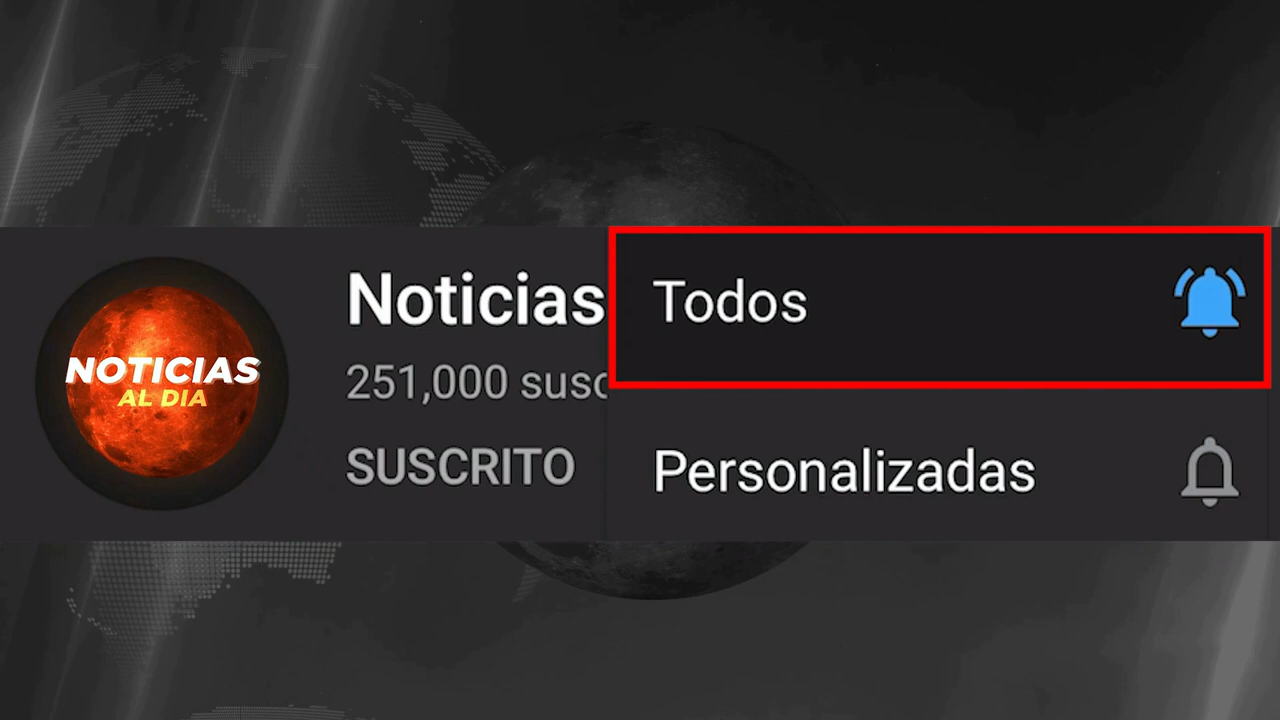 NOTICIAS
AL DIA
Noticias
251,000 susc
SUSCRITO
Todos
Personalizadas